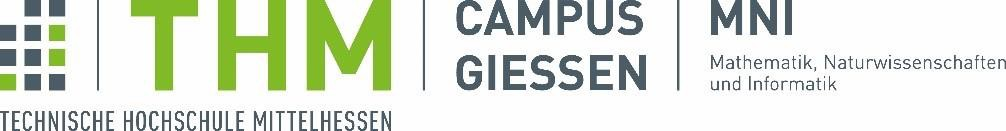 THM
TECHNISCHE HOCHSCHULE MITTELHESSEN
CAMPUS
GIESSEN
MNI
Mathematik, Naturwissenschaften
und Informatik